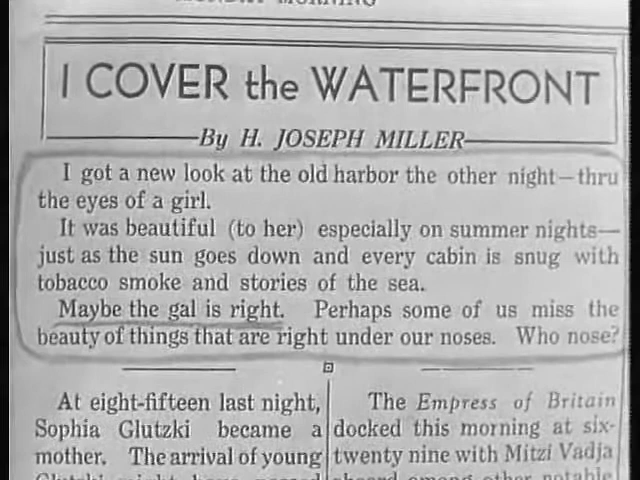 MONDAY MORNING
I COVER the WATERFRONT
By H. JOSEPH MILLER
I got a new look at the old harbor the other night—thru
the eyes of a girl.
It was beautiful (to her) especially on summer nights—
just as the sun goes down and every cabin is snug with
tobacco smoke and stories of the sea.
Maybe the gal is right. Perhaps some of us miss the
beauty of things that are right under our noses. Who nose?
At eight-fifteen last night,
Sophia Glutzki became a
mother. The arrival of young
The Empress of Britain
docked this morning at six-
twenty nine with Mitzi Vadja
among other notable